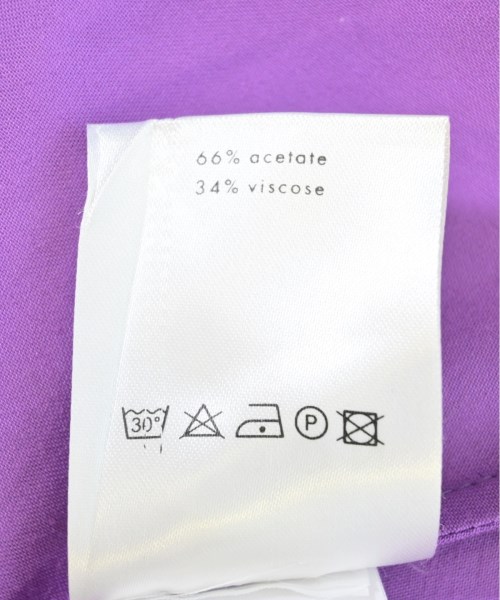 66% acetate
34% viscose
30° P